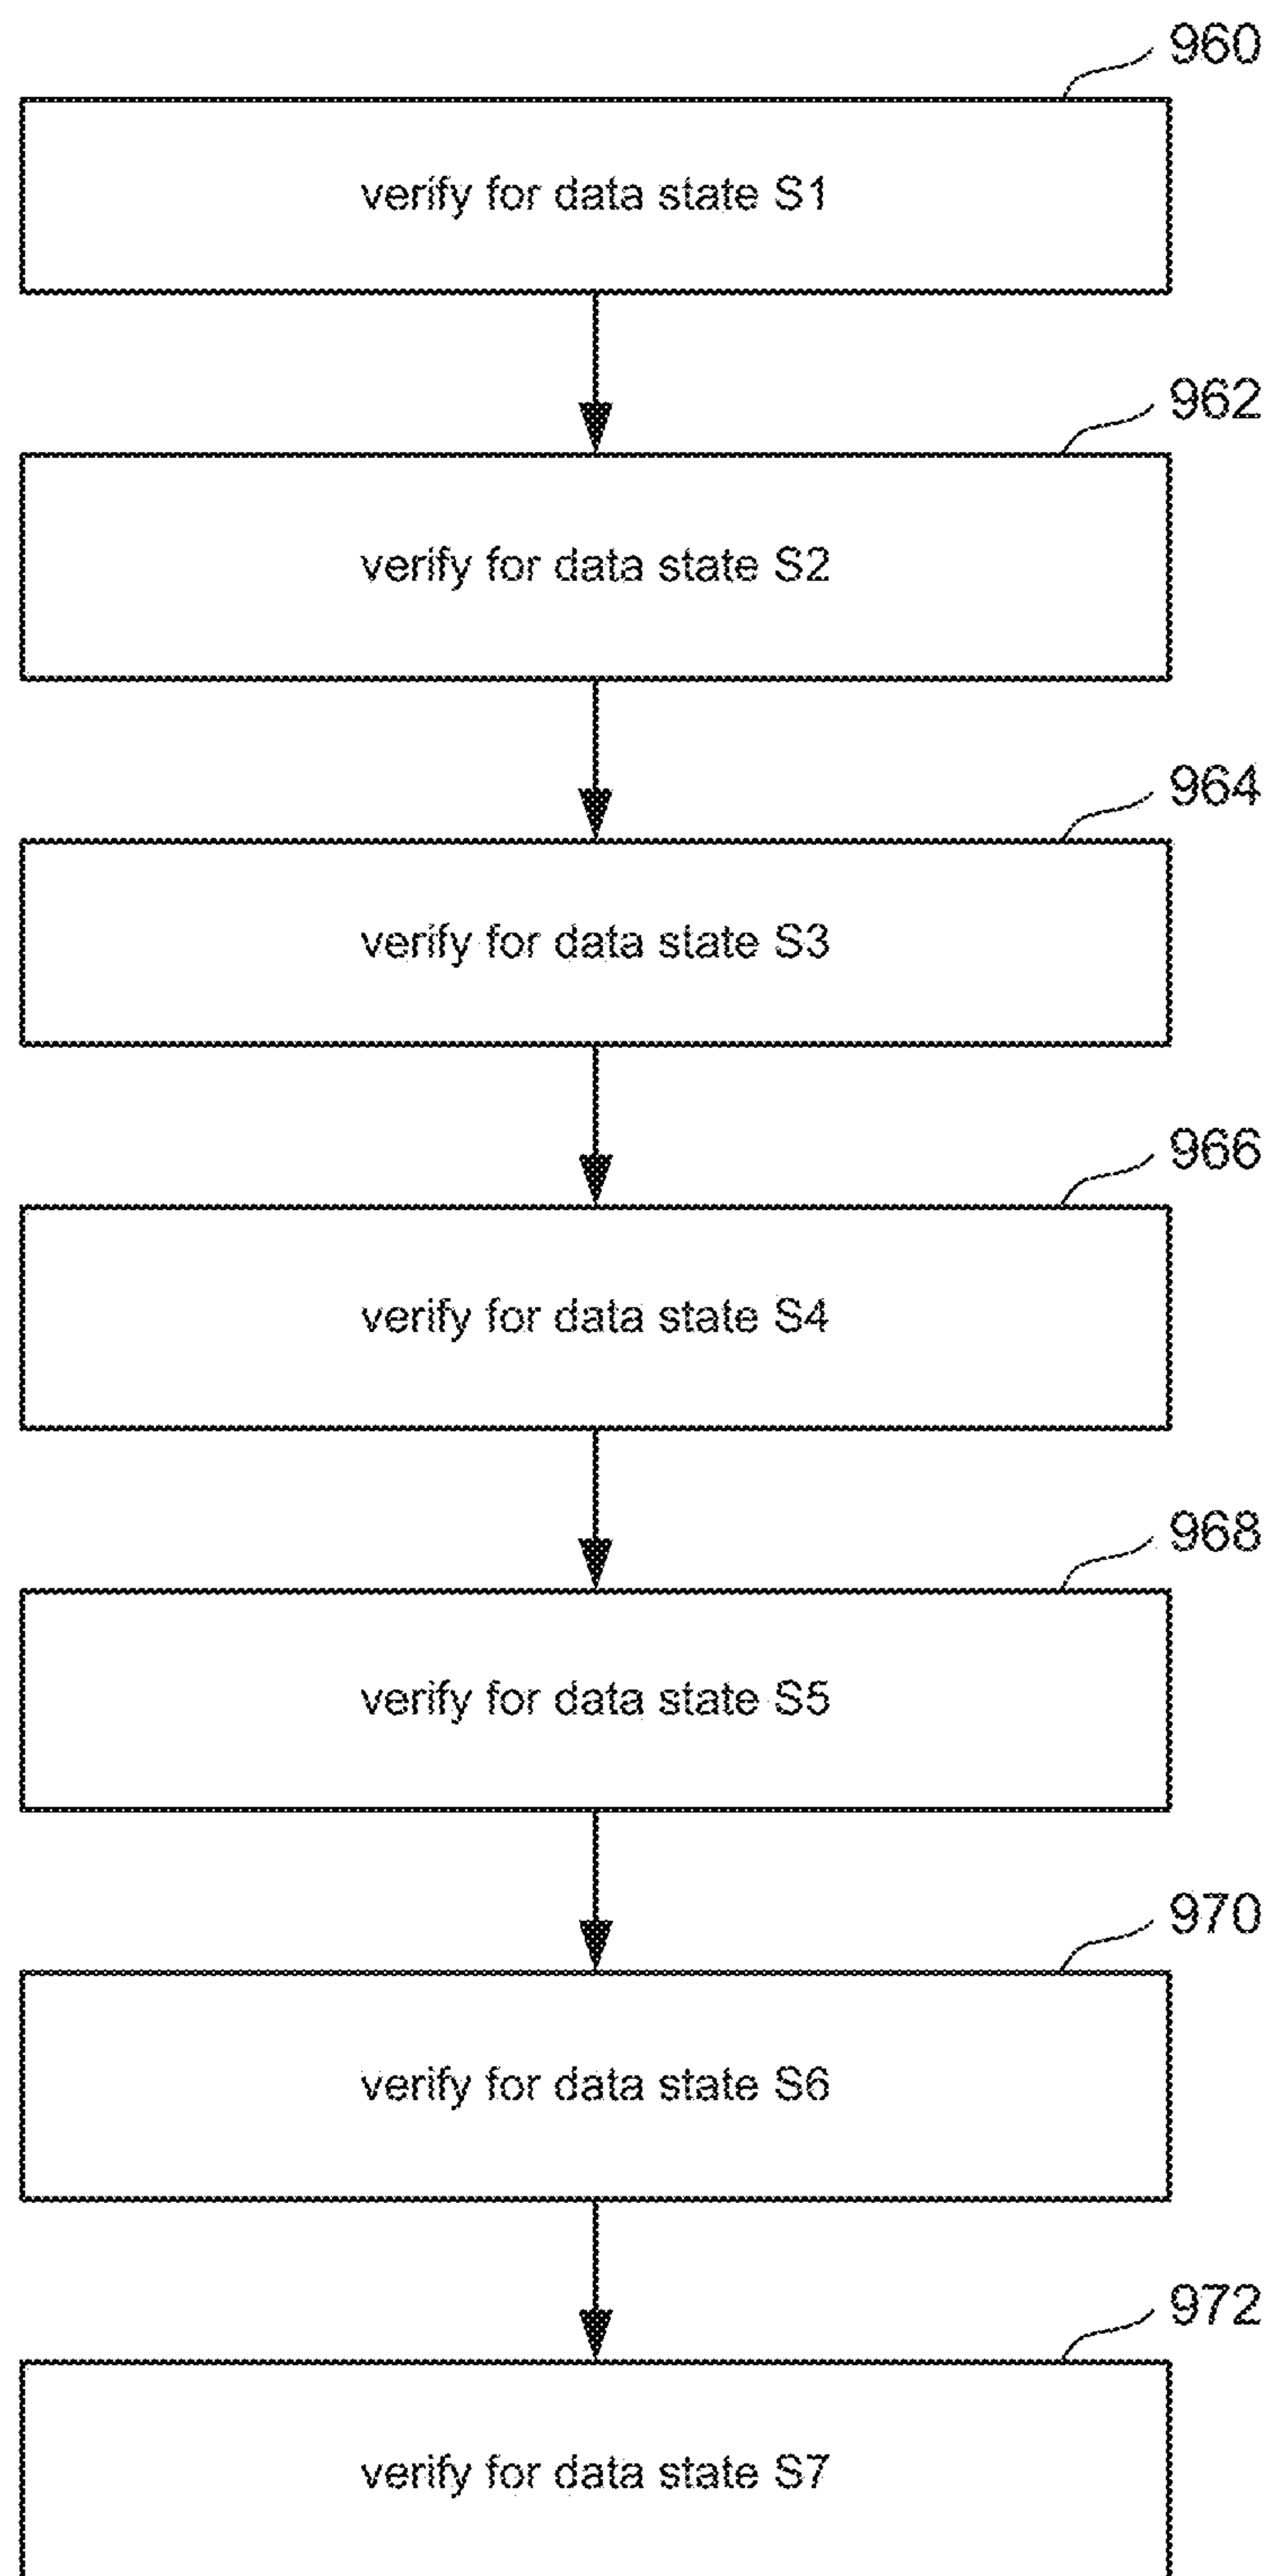 960
verify for data state S1
962
verify for data state S2
964
verify for data state S3
966
verify for data state S4
968
verify for data state S5
970
verify for data state S6
972
verify for data state S7